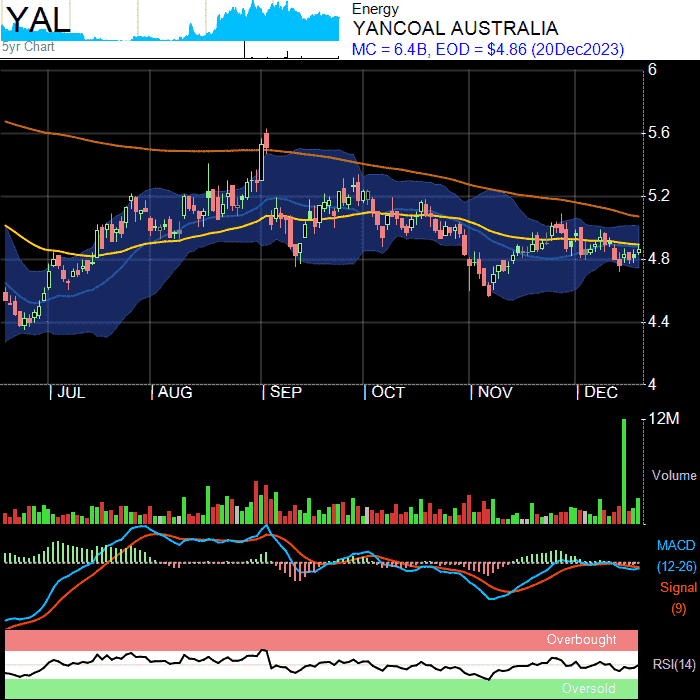 YAL
5yr Chart
Energy
YANCOAL AUSTRALIA
MC = 6.4B, EOD = $4.86 (20Dec2023)
6
5.6
5.2
4.8
4.4
4
JUL AUG SEP OCT NOV DEC
12M
Volume
MACD
(12-26)
Signal
(9)
Overbought
RSI(14)
Oversold